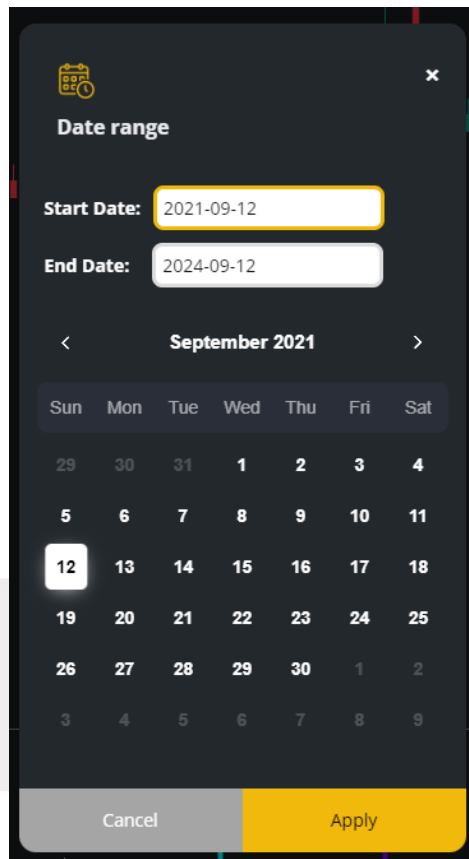 Date range
Start Date: 2021-09-12
End Date: 2024-09-12
September 2021
Sun Mon Tue Wed Thu Fri Sat
29 30 31 1 2 3 4
5 6 7 8 9 10 11
12 13 14 15 16 17 18
19 20 21 22 23 24 25
26 27 28 29 30 1 2
3 4 5 6 7 8 9
Cancel Apply